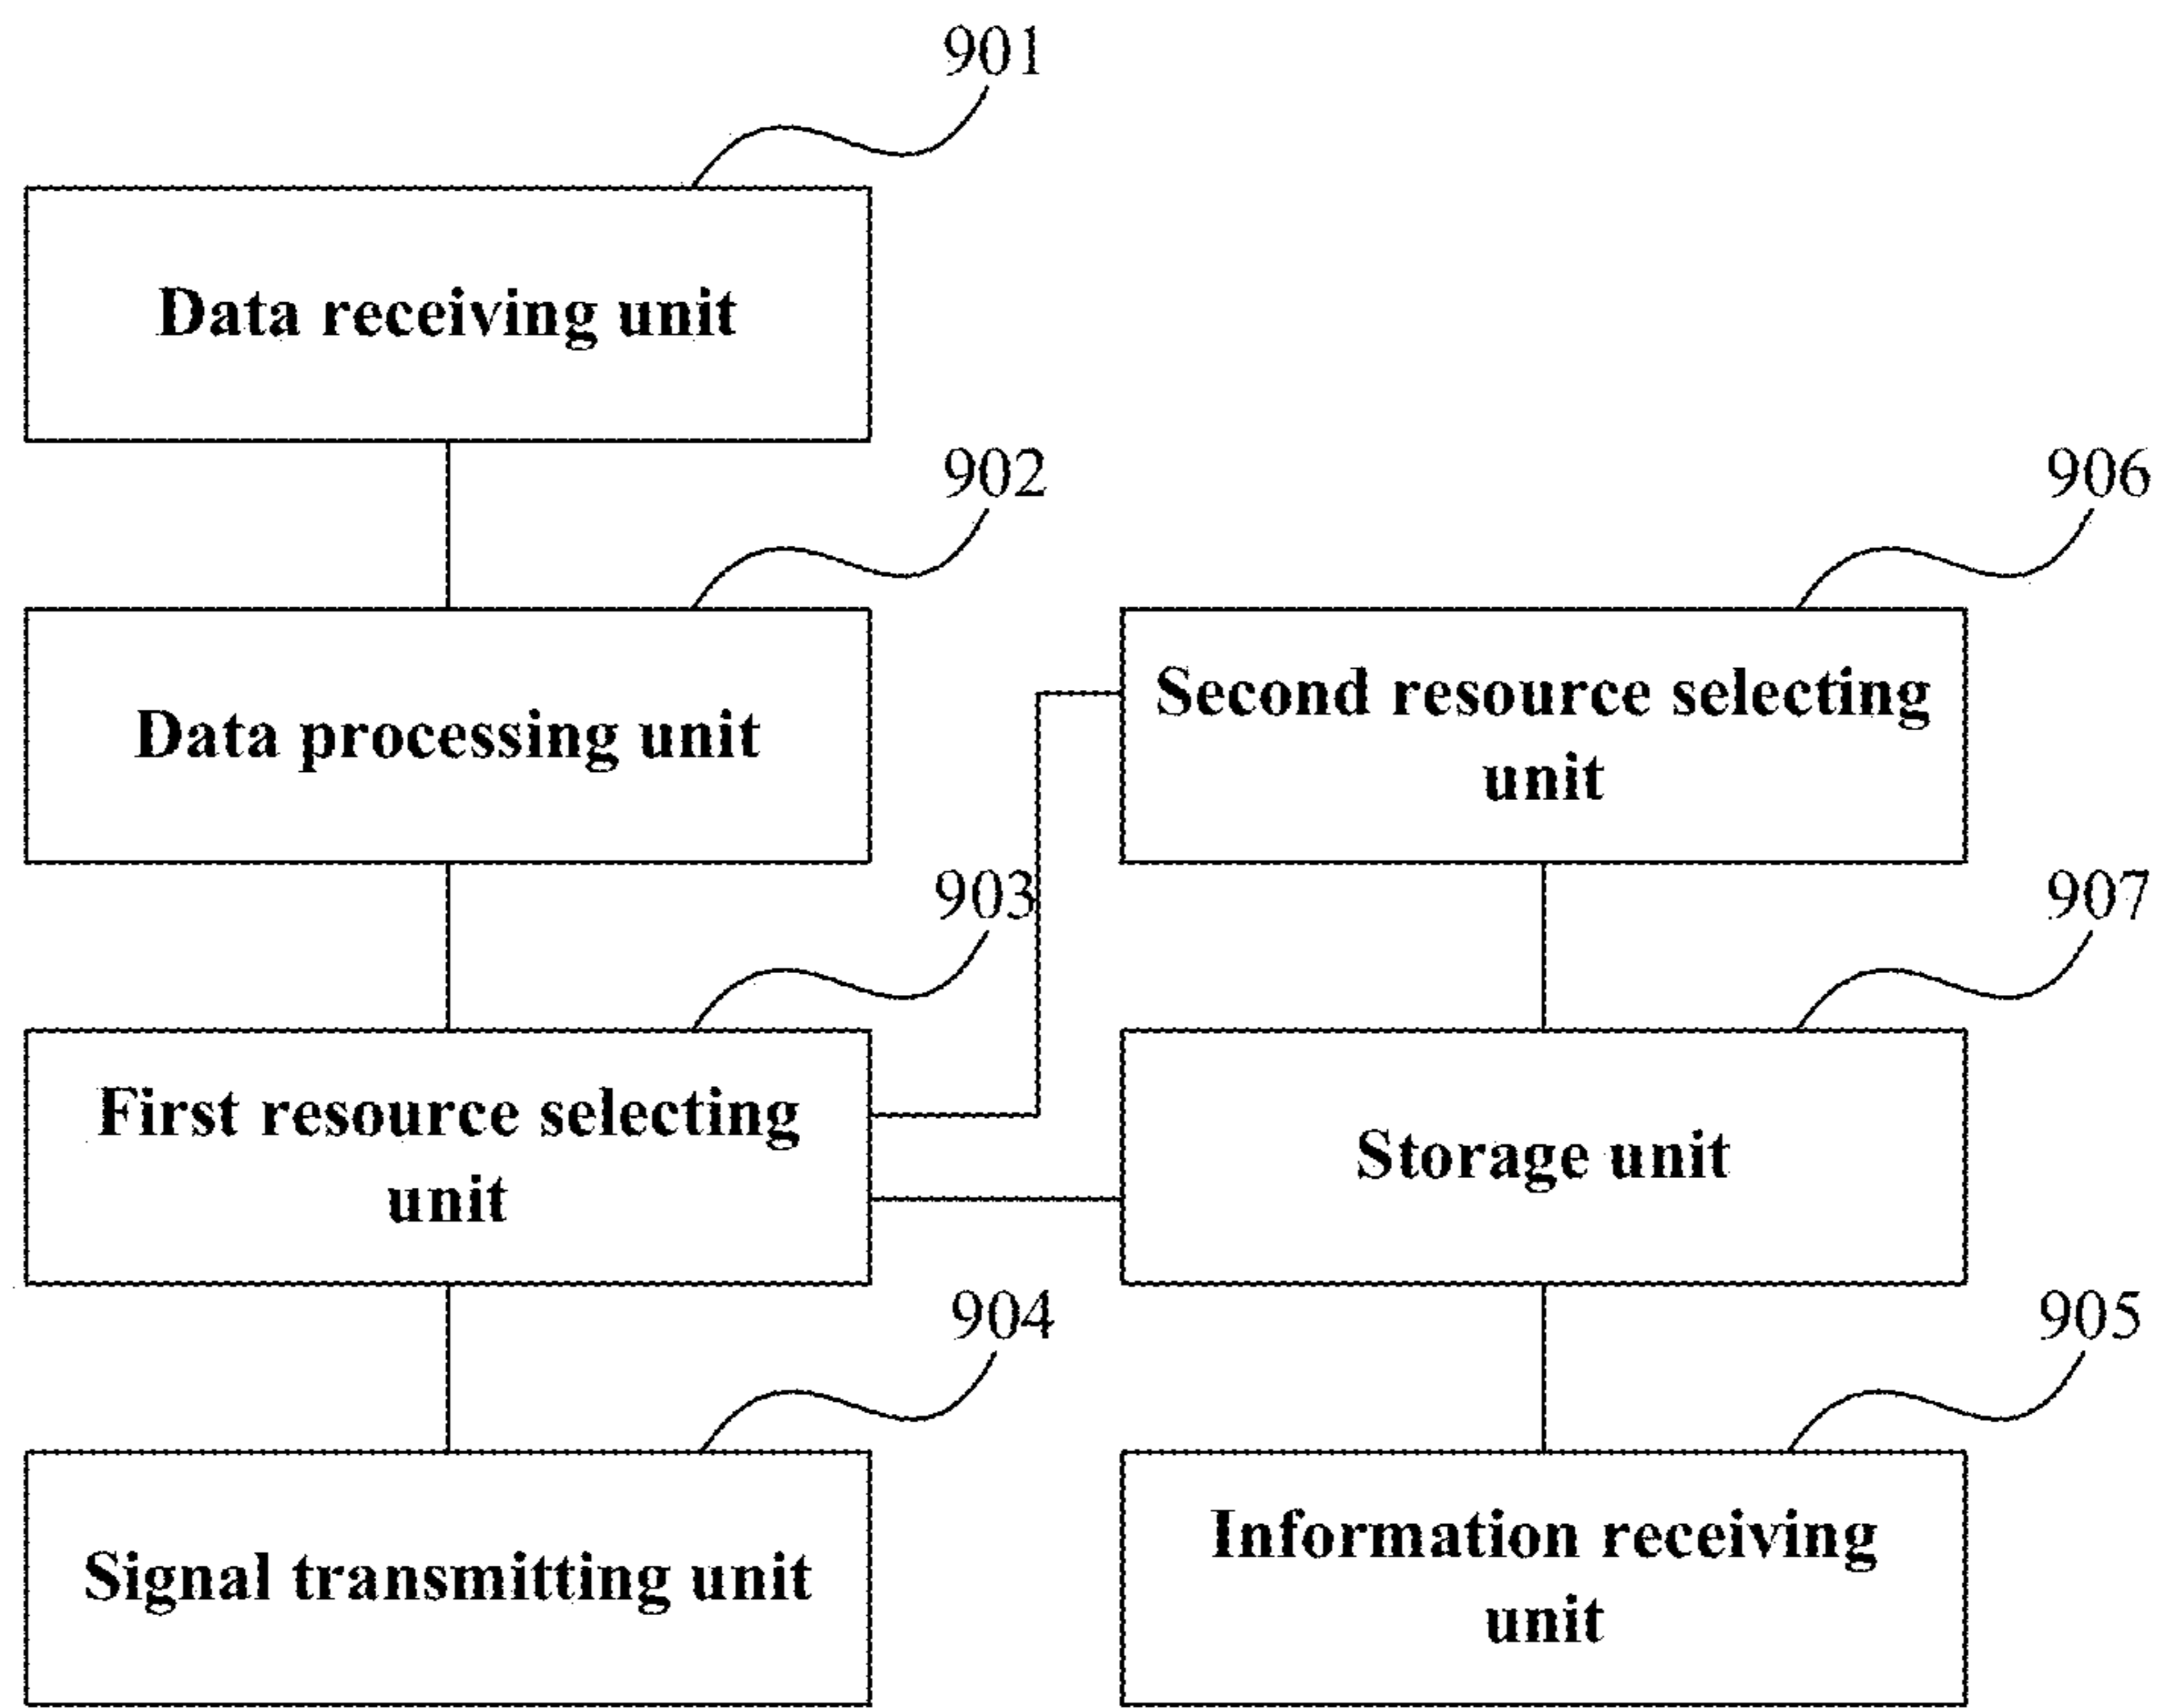 901
Data receiving unit
902
Data processing unit
906
Second resource selecting
unit
903
First resource selecting
unit
907
Storage unit
904
Signal transmitting unit
905
Information receiving
unit